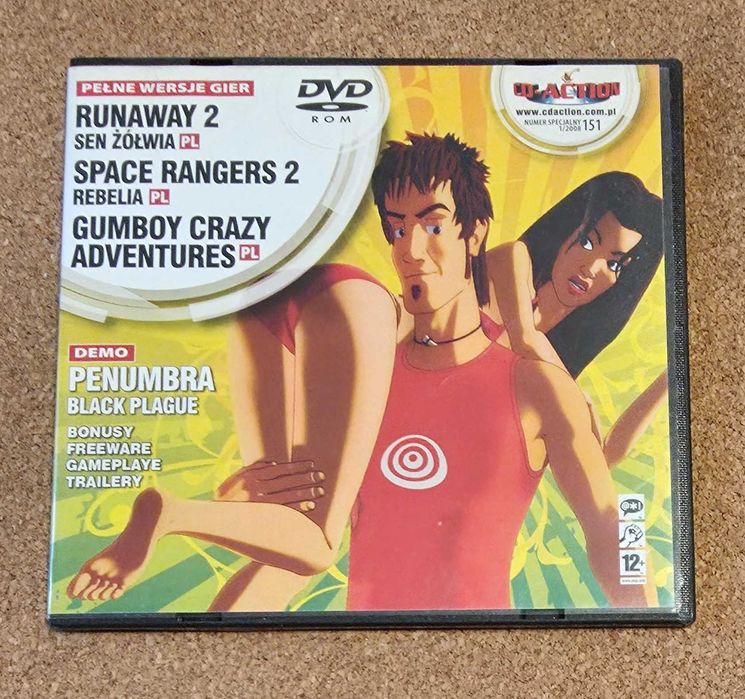 PEŁNE WERSJE GIER
RUNAWAY 2
SEN ŻÓŁWIA PL
SPACE RANGERS 2
REBELIA PL
GUMBOY CRAZY
ADVENTURES PL
DVD
ROM
CD-ACTION
www.cdaction.com.pl
NUMER SPECJALNY
1/2008 151
DEMO
PENUMBRA
BLACK PLAGUE
BONUSY
FREEWARE
GAMEPLAYE
TRAILERY
@*!
12+